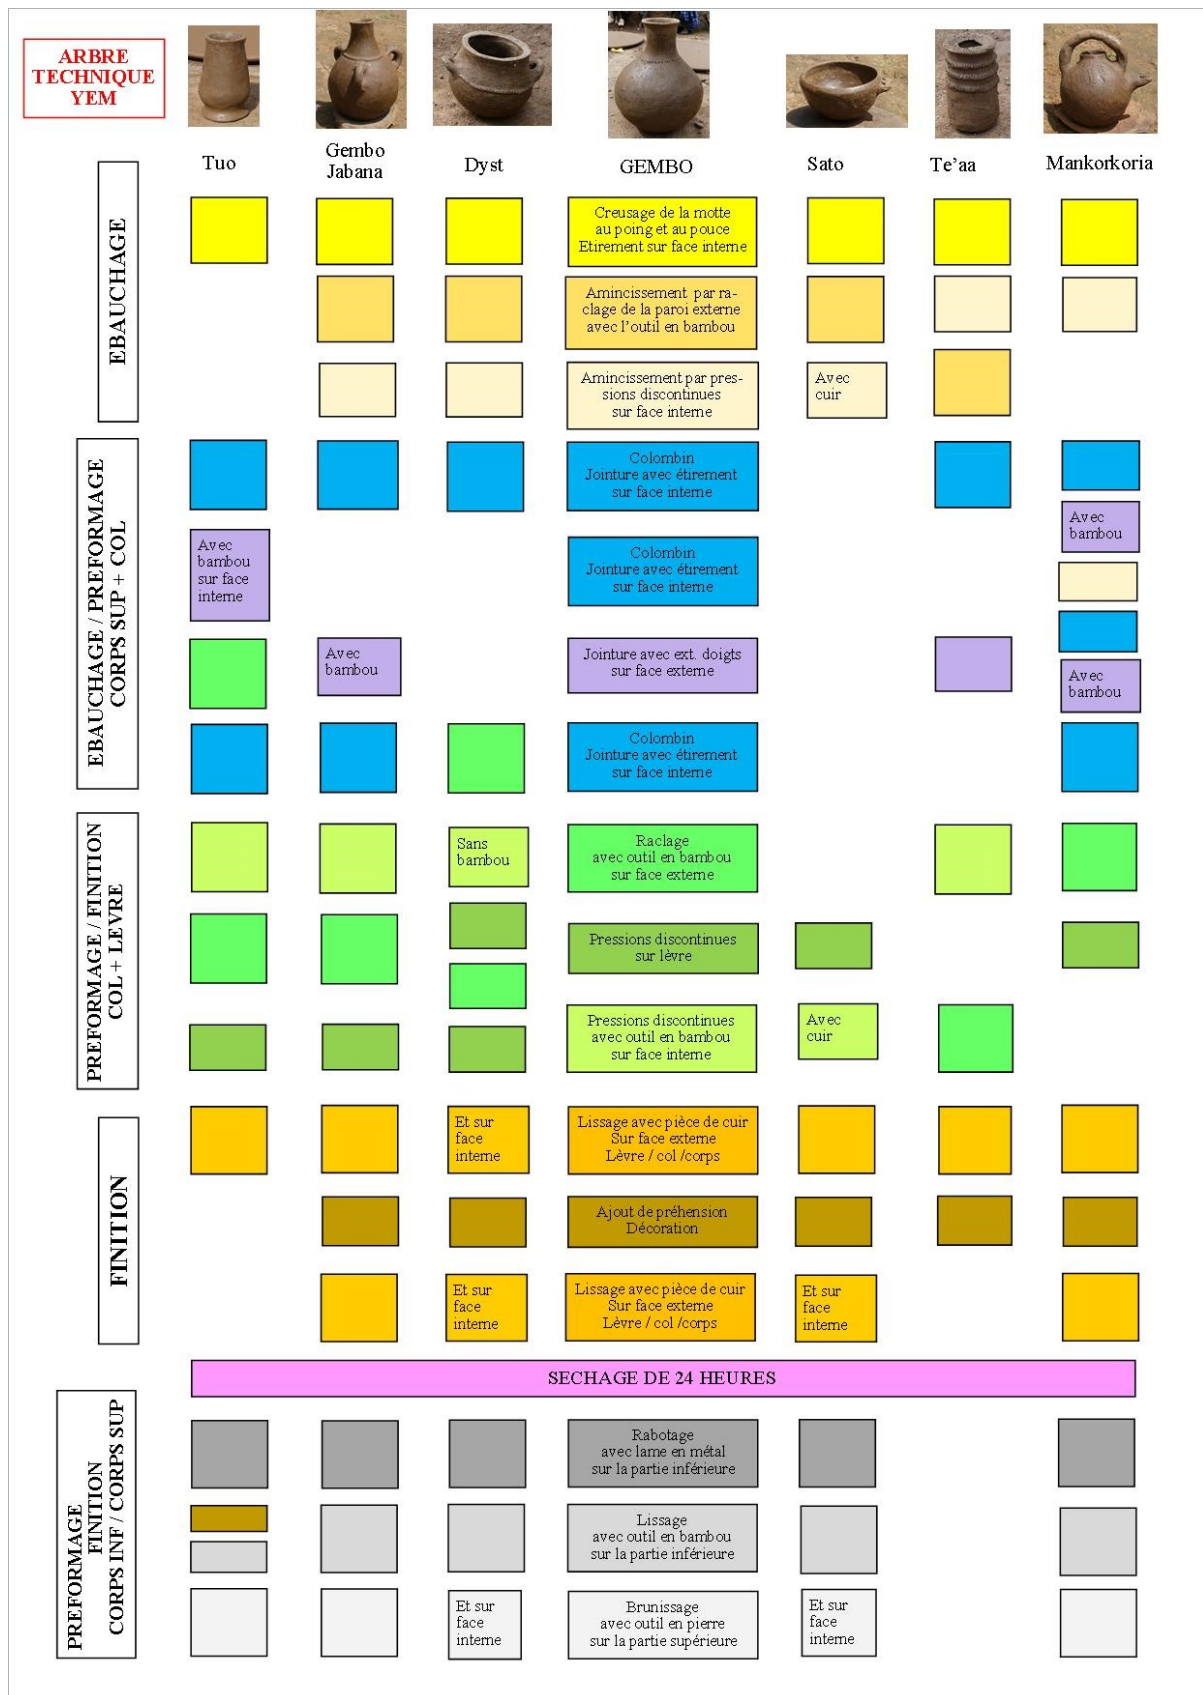 ARBRE
TECHNIQUE
YEM
Tuo
Gembo
Jabana
Dyst
GEMBO
Sato
Te'aa
Mankorkoria
EBAUCHAGE
Creusage de la motte
au poing et au pouce
Etirement sur face interne
Amincissement par ra-
clage de la paroi externe
avec l'outil en bambou
Amincissement par pres-
sions discontinues
sur face interne
Avec
cuir
EBAUCHAGE / PREFORMAGE
CORPS SUP + COL
Colombin
Jointure avec étirement
sur face interne
Avec
bambou
Avec
bambou
sur face
interne
Colombin
Jointure avec étirement
sur face interne
Avec
bambou
Jointure avec ext. doigts
sur face externe
Avec
bambou
Colombin
Jointure avec étirement
sur face interne
PREFORMAGE / FINITION
COL + LEVRE
Sans
bambou
Raclage
avec outil en bambou
sur face externe
Pressions discontinues
sur lèvre
Pressions discontinues
avec outil en bambou
sur face interne
Avec
cuir
FINITION
Et sur
face
interne
Lissage avec pièce de cuir
Sur face externe
Lèvre / col /corps
Ajout de préhension
Décoration
Et sur
face
interne
Lissage avec pièce de cuir
Sur face externe
Lèvre / col /corps
Et sur
face
interne
SECHAGE DE 24 HEURES
PREFORMAGE
FINITION
CORPS INF / CORPS SUP
Rabotage
avec lame en métal
sur la partie inférieure
Lissage
avec outil en bambou
sur la partie inférieure
Et sur
face
interne
Brunissage
avec outil en pierre
sur la partie supérieure
Et sur
face
interne